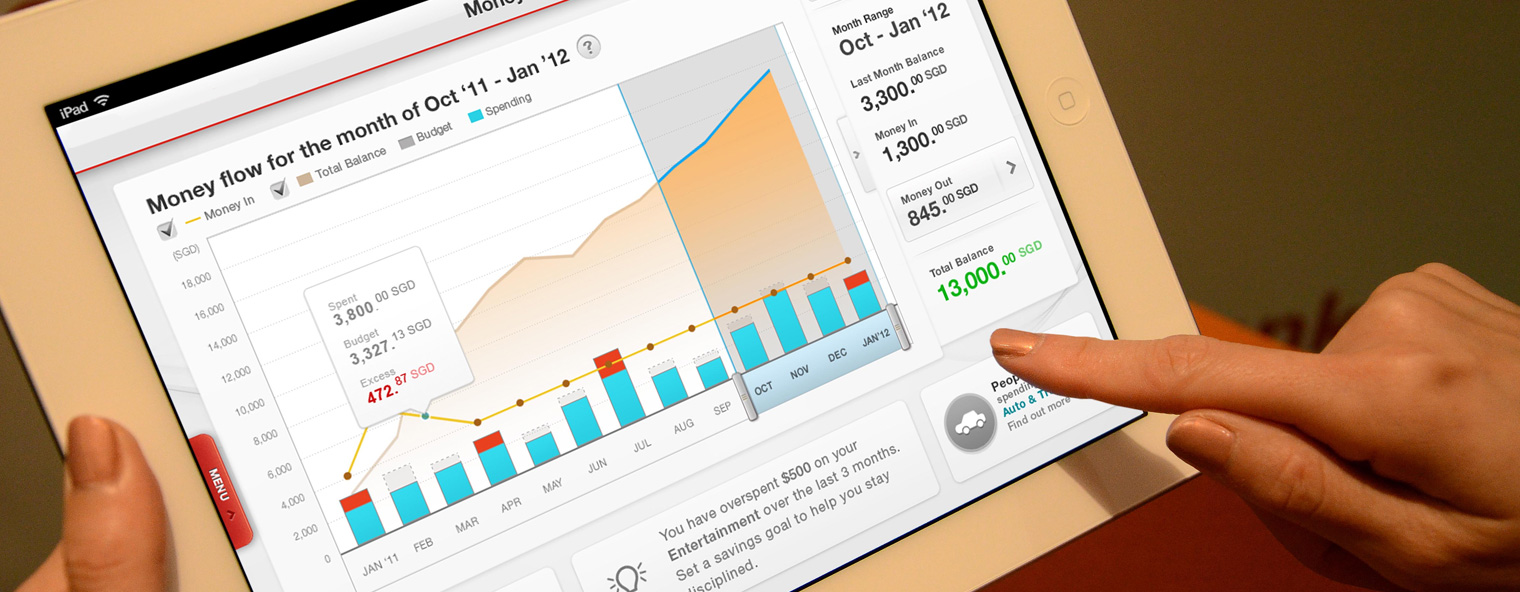 iPad
Money flow for the month of Oct ‘11 - Jan ’12 ?
Money In
Total Balance
Budget
Spending
(SGD)
18,000
16,000
14,000
12,000
10,000
8,000
6,000
4,000
2,000
0
Spent
3,800.00 SGD
Budget
3,327.13 SGD
Excess
472.87 SGD
JAN '11
FEB
MAR
APR
MAY
JUN
JUL
AUG
SEP
OCT
NOV
DEC
JAN'12
MENU
Month Range
Oct - Jan ‘12
Last Month Balance
3,300.00 SGD
Money In
1,300.00 SGD
Money Out
845.00 SGD
Total Balance
13,000.00 SGD
You have overspent $500 on your
Entertainment over the last 3 months.
Set a savings goal to help you stay
disciplined.
Auto &
Find out more